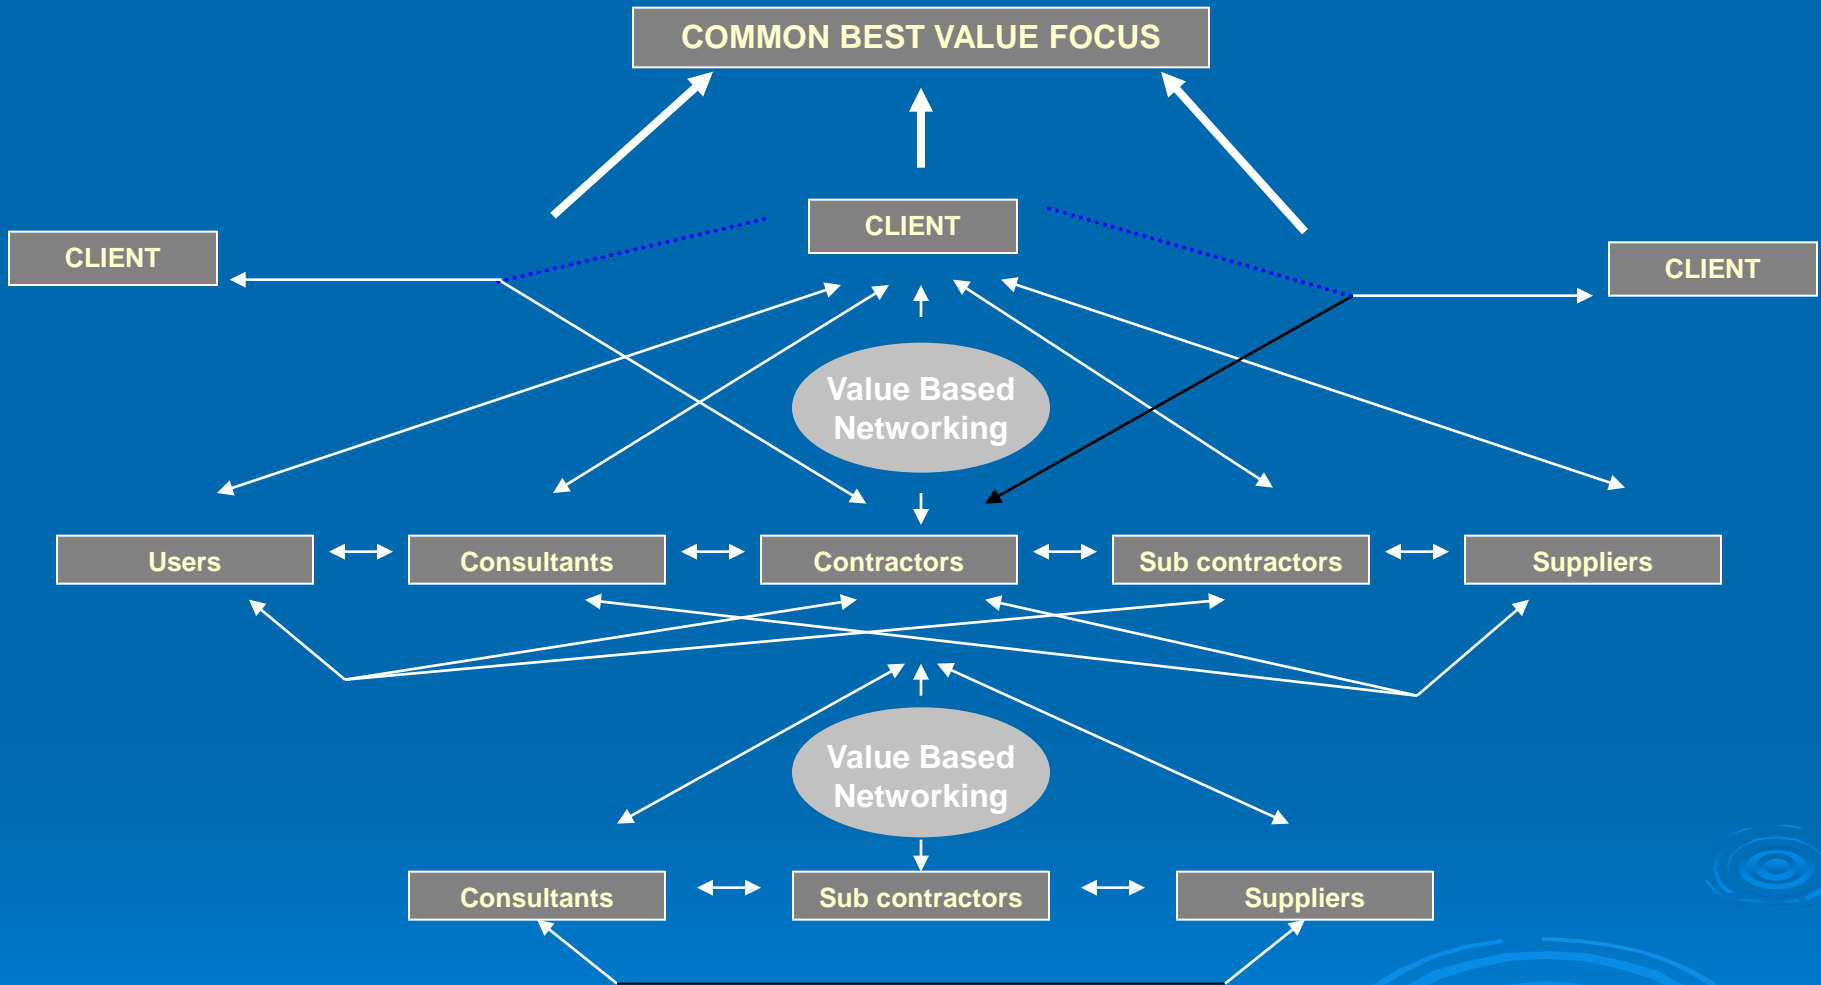 COMMON BEST VALUE FOCUS
CLIENT
CLIENT
CLIENT
Value Based
Networking
Users
Consultants
Contractors
Sub contractors
Suppliers
Value Based
Networking
Consultants
Sub contractors
Suppliers